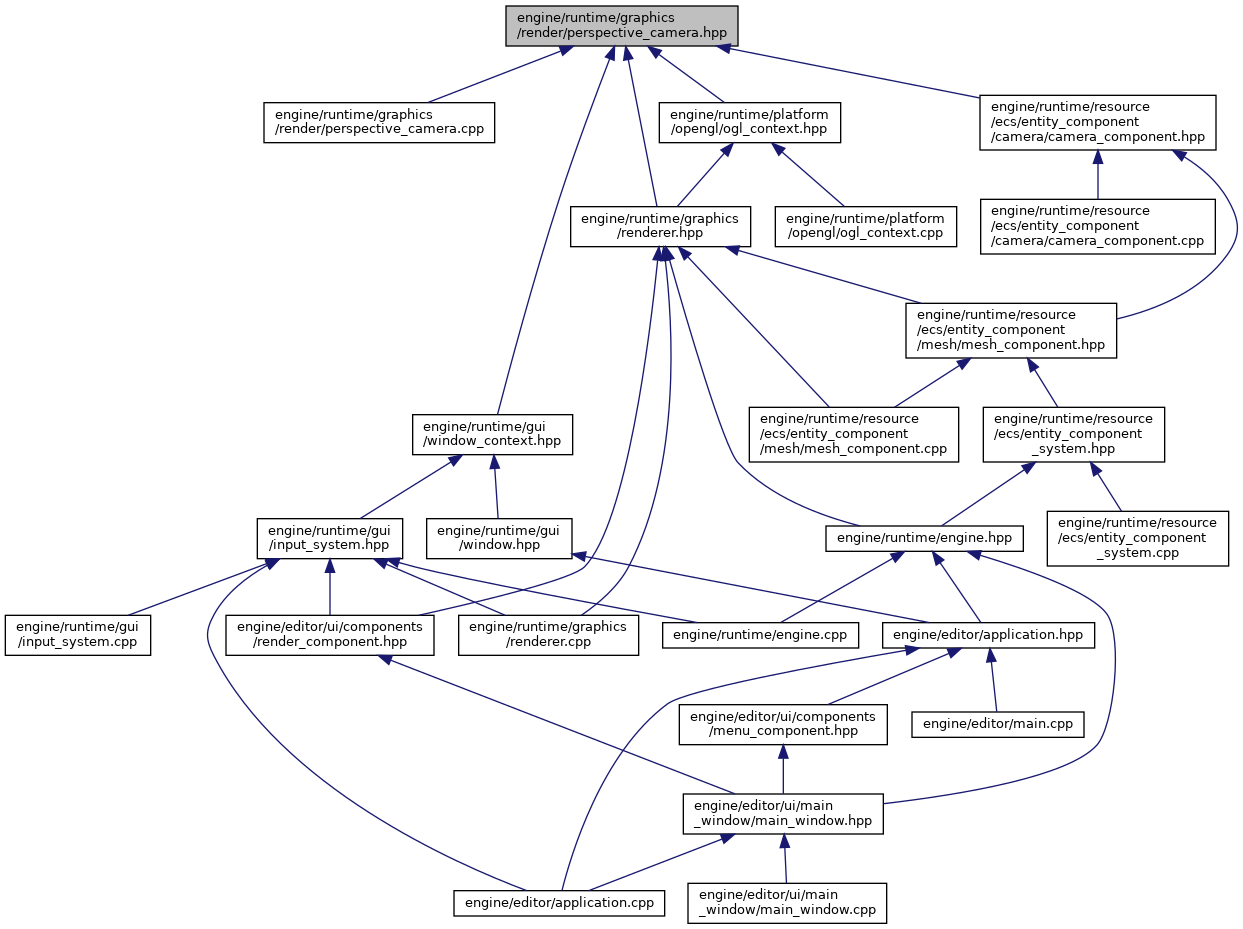 engine/runtime/graphics
/render/perspective_camera.hpp
engine/runtime/graphics
/render/perspective_camera.cpp
engine/runtime/platform
/opengl/ogl_context.hpp
engine/runtime/resource
/ecs/entity_component
/camera/camera_component.hpp
engine/runtime/graphics
/renderer.hpp
engine/runtime/platform
/opengl/ogl_context.cpp
engine/runtime/resource
/ecs/entity_component
/camera/camera_component.cpp
engine/runtime/resource
/ecs/entity_component
/mesh/mesh_component.hpp
engine/runtime/gui
/window_context.hpp
engine/runtime/resource
/ecs/entity_component
/mesh/mesh_component.cpp
engine/runtime/resource
/ecs/entity_component
_system.hpp
engine/runtime/gui
/input_system.hpp
engine/runtime/gui
/window.hpp
engine/runtime/engine.hpp
engine/runtime/resource
/ecs/entity_component
_system.cpp
engine/runtime/gui
/input_system.cpp
engine/editor/ui/components
/render_component.hpp
engine/runtime/graphics
/renderer.cpp
engine/runtime/engine.cpp
engine/editor/application.hpp
engine/editor/ui/components
/menu_component.hpp
engine/editor/main.cpp
engine/editor/ui/main
_window/main_window.hpp
engine/editor/application.cpp
engine/editor/ui/main
_window/main_window.cpp